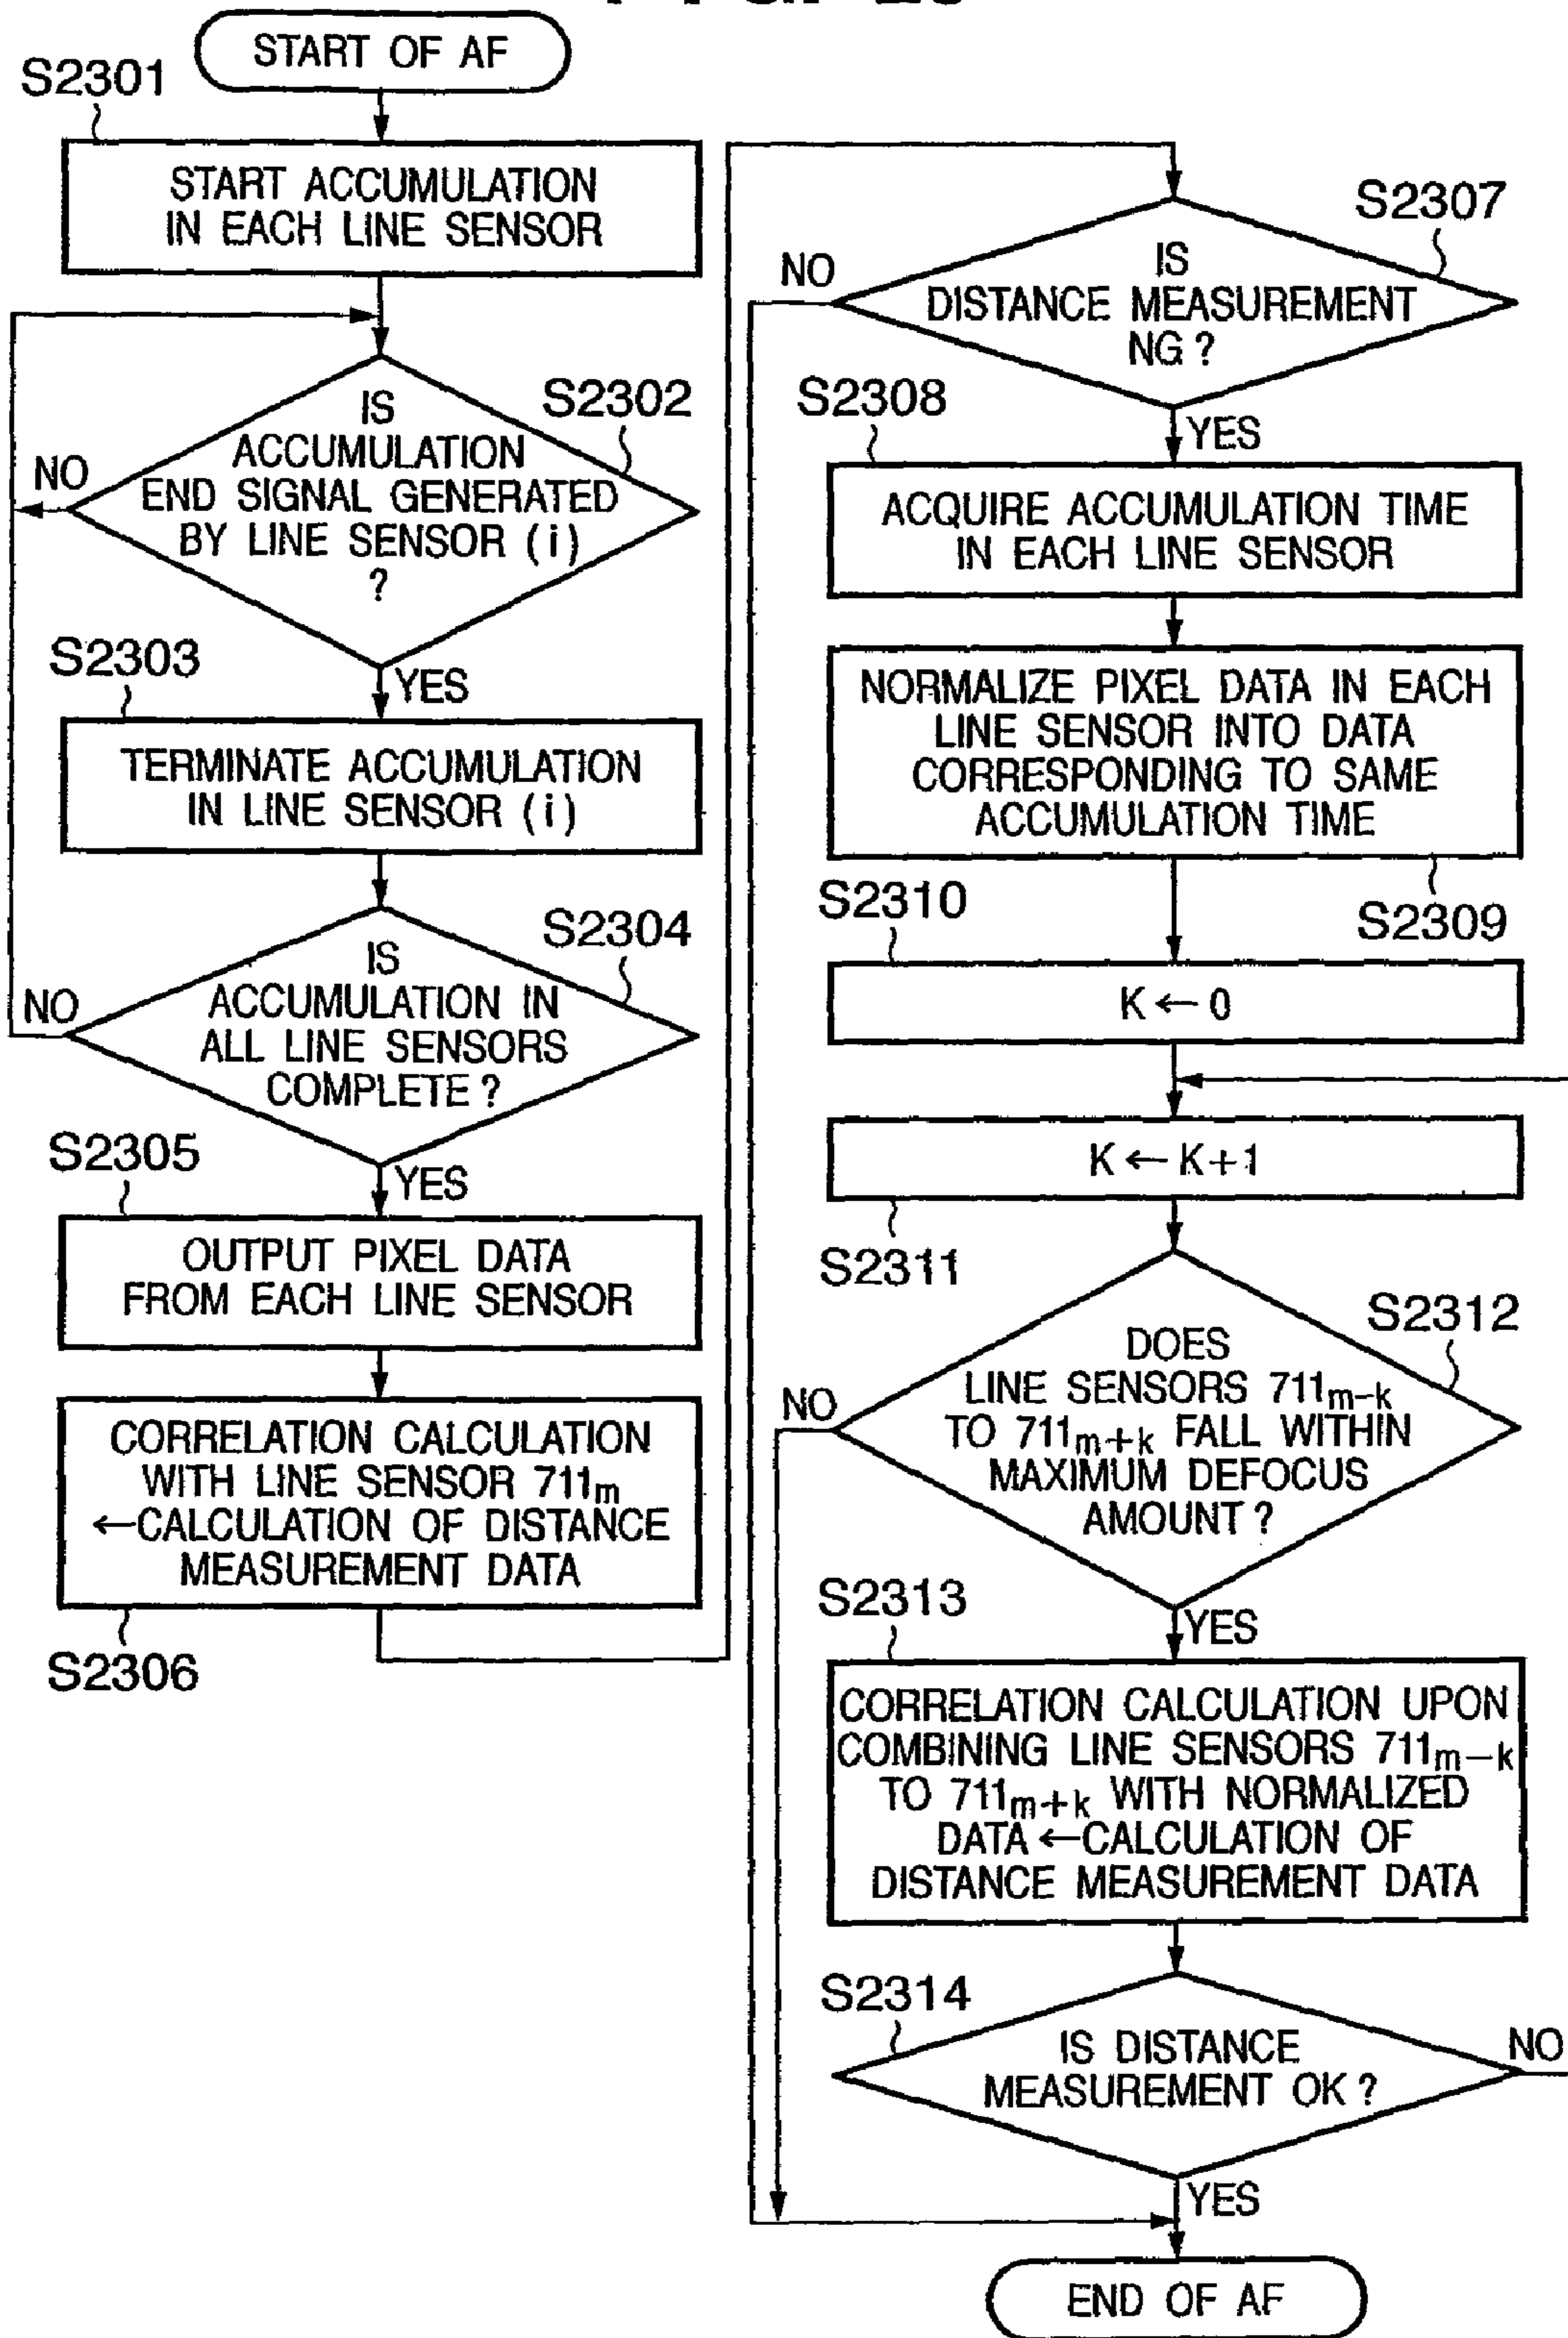 START OF AF
S2301
START ACCUMULATION
IN EACH LINE SENSOR
S2302
IS
ACCUMULATION
END SIGNAL GENERATED
BY LINE SENSOR (i)
?
NO
YES
S2303
TERMINATE ACCUMULATION
IN LINE SENSOR (i)
S2304
IS
ACCUMULATION IN
ALL LINE SENSORS
COMPLETE ?
NO
YES
S2305
OUTPUT PIXEL DATA
FROM EACH LINE SENSOR
CORRELATION CALCULATION
WITH LINE SENSOR 711m
←CALCULATION OF DISTANCE
MEASUREMENT DATA
S2306
S2307
IS
DISTANCE MEASUREMENT
NG ?
NO
YES
S2308
ACQUIRE ACCUMULATION TIME
IN EACH LINE SENSOR
NORMALIZE PIXEL DATA IN EACH
LINE SENSOR INTO DATA
CORRESPONDING TO SAME
ACCUMULATION TIME
S2309
S2310
K ← 0
K ← K+1
S2311
S2312
DOES
LINE SENSORS 711m-k
TO 711m+k FALL WITHIN
MAXIMUM DEFOCUS
AMOUNT ?
NO
YES
S2313
CORRELATION CALCULATION UPON
COMBINING LINE SENSORS 711m-k
TO 711m+k WITH NORMALIZED
DATA ←CALCULATION OF
DISTANCE MEASUREMENT DATA
S2314
IS DISTANCE
MEASUREMENT OK ?
NO
YES
END OF AF